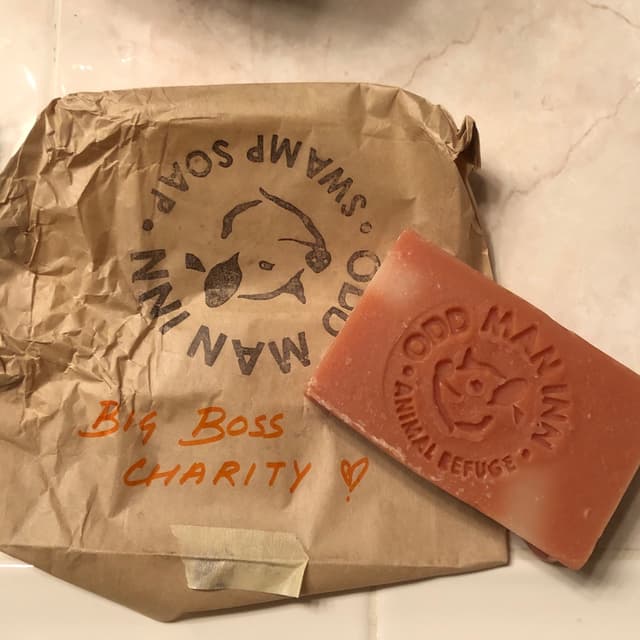 ODD MAN INN • SWAMP SOAP •
BIG BOSS
CHARITY
ODD MAN INN
• ANIMAL REFUGE •